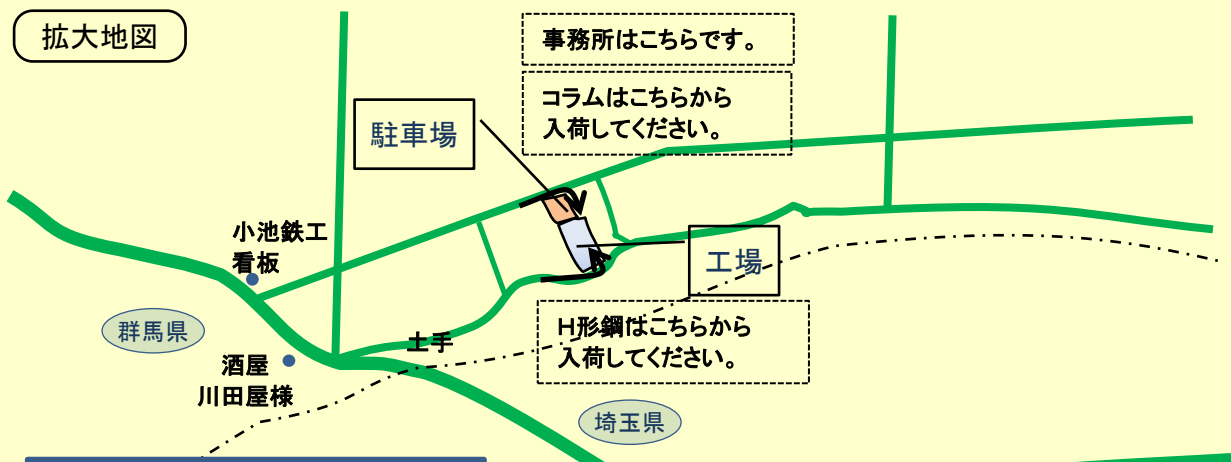 拡大地図
事務所はこちらです。
コラムはこちらから
入荷してください。
駐車場
小池鉄工
看板
工場
群馬県
H形鋼はこちらから
入荷してください。
土手
酒屋
川田屋様
埼玉県